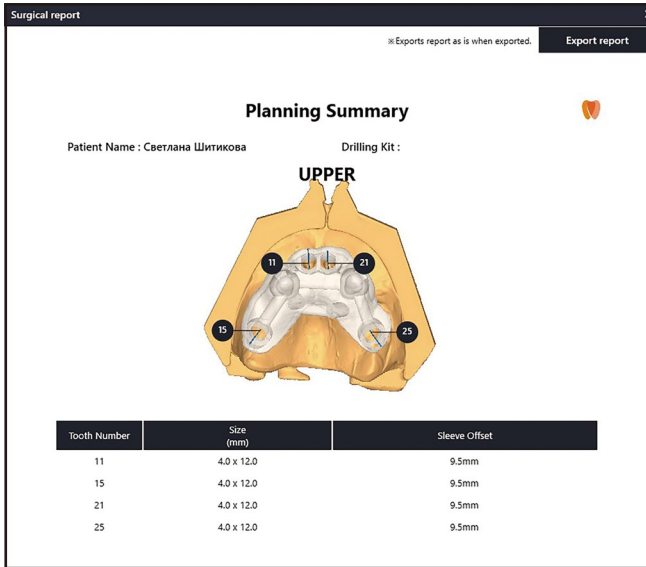 Surgical report
※Exports report as is when exported.
Export report
Planning Summary
Patient Name : Светлана Шитикова
Drilling Kit :
UPPER
11
21
15
25
Tooth Number
Size
(mm)
Sleeve Offset
11 4.0 x 12.0 9.5mm
15 4.0 x 12.0 9.5mm
21 4.0 x 12.0 9.5mm
25 4.0 x 12.0 9.5mm